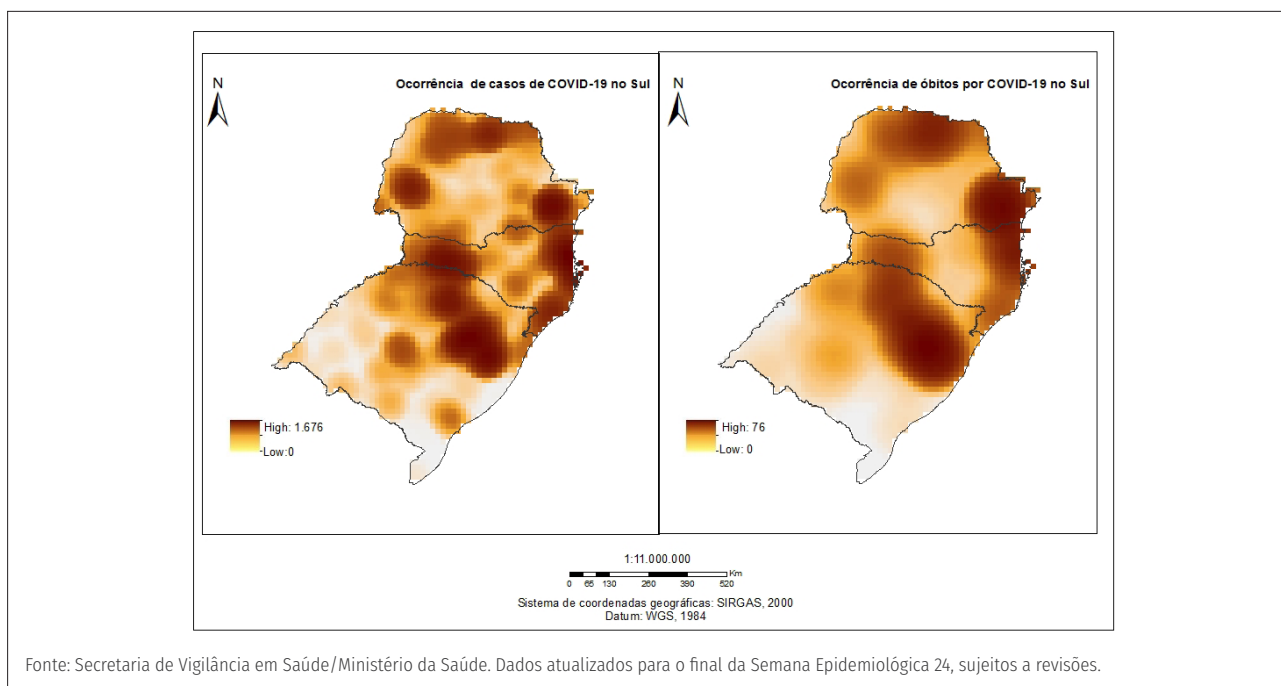 N
Ocorrência de casos de COVID-19 no Sul
High: 1.676
Low:0
N
Ocorrência de óbitos por COVID-19 no Sul
High: 76
Low: 0
1:11.000.000
Km
0 65 130 260 390 520
Sistema de coordenadas geográficas: SIRGAS, 2000
Datum: WGS, 1984
Fonte: Secretaria de Vigilância em Saúde/Ministério da Saúde. Dados atualizados para o final da Semana Epidemiológica 24, sujeitos a revisões.